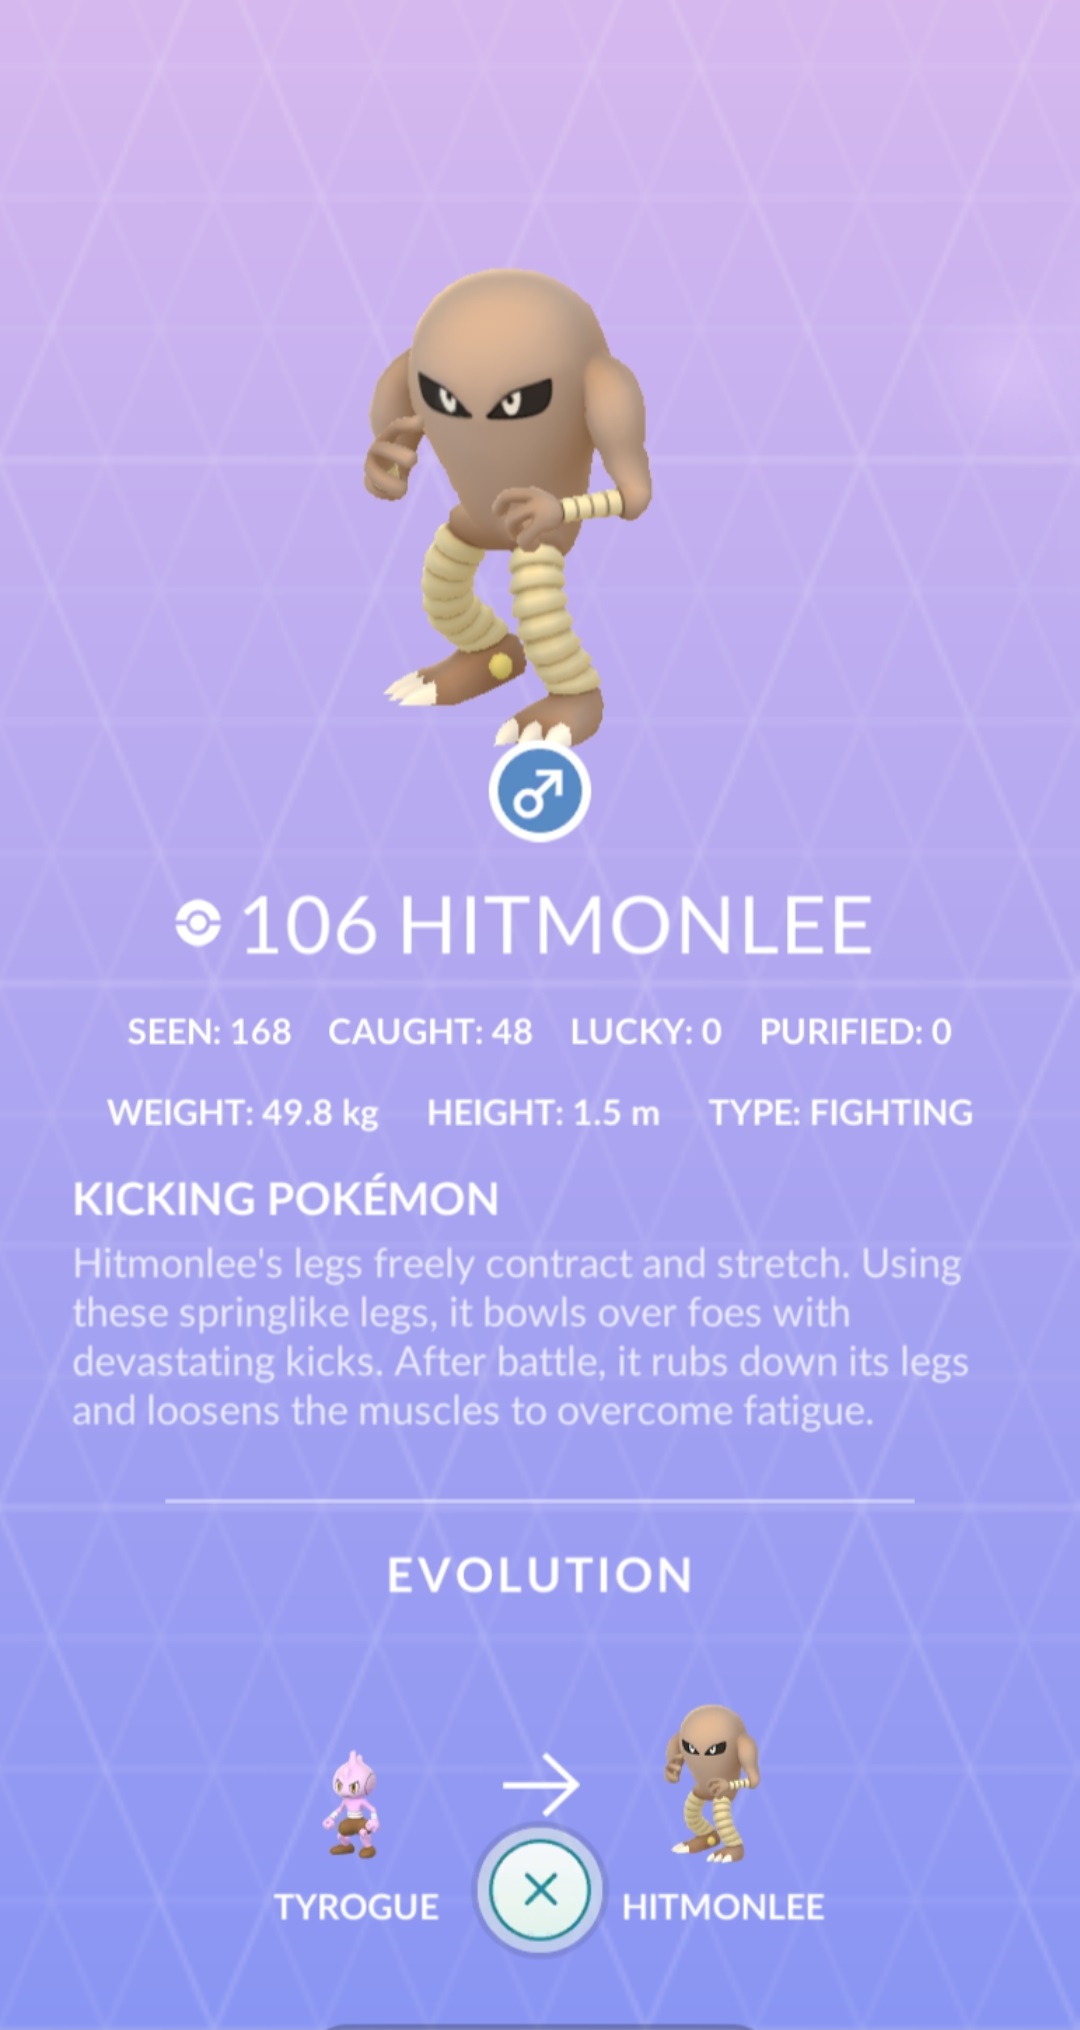 106 HITMONLEE
SEEN: 168 CAUGHT: 48 LUCKY: 0 PURIFIED: 0
WEIGHT: 49.8 kg HEIGHT: 1.5 m TYPE: FIGHTING
KICKING POKÉMON
Hitmonlee's legs freely contract and stretch. Using
these springlike legs, it bowls over foes with
devastating kicks. After battle, it rubs down its legs
and loosens the muscles to overcome fatigue.
EVOLUTION
TYROGUE HITMONLEE